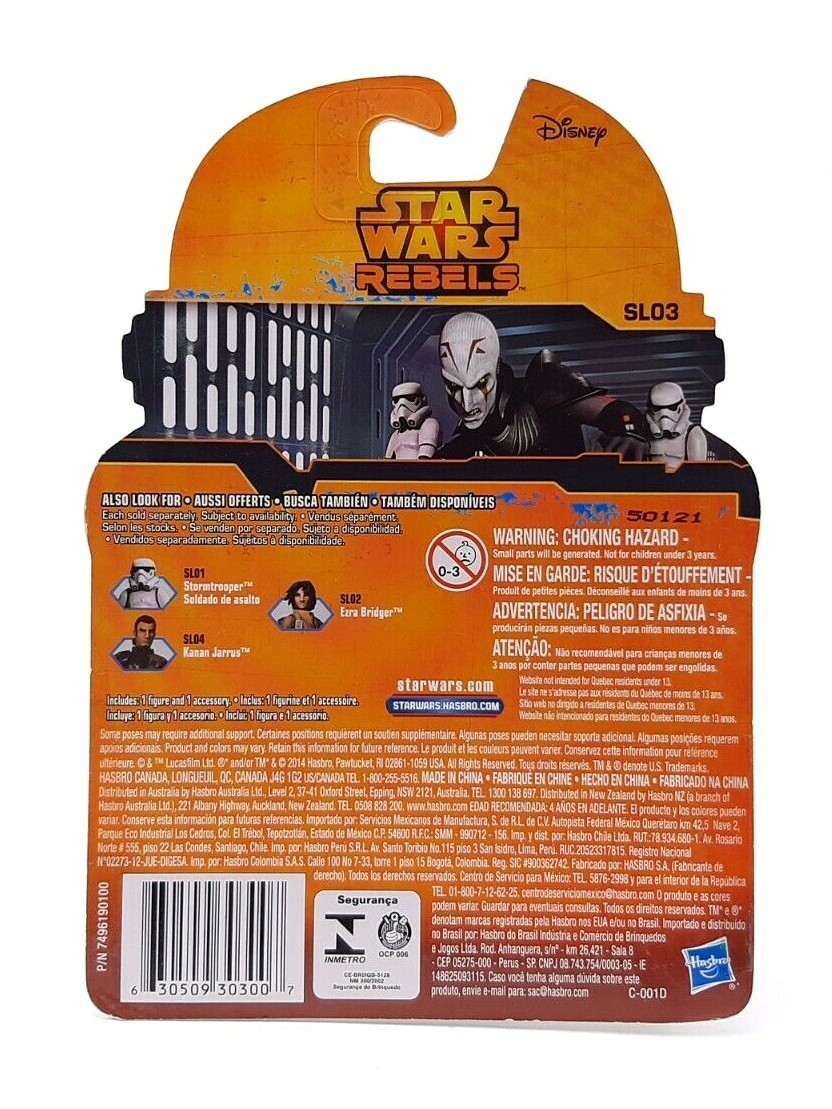 Disney
STAR
WARS
REBELS™
SL03
ALSO LOOK FOR • AUSSI OFFERTS • BUSCA TAMBIÉN • TAMBÉM DISPONÍVEIS
Each sold separately. Subject to availability. • Vendus séparément.
Selon les stocks. • Se venden por separado. Sujeto a disponibilidad.
• Vendidos separadamente. Sujeitos à disponibilidade.
50121
SL01
Stormtrooper™
Soldado de asalto
SL02
Ezra Bridger™
SL04
Kanan Jarrus™
0-3
WARNING: CHOKING HAZARD -
Small parts will be generated. Not for children under 3 years.
MISE EN GARDE: RISQUE D'ÉTOUFFEMENT -
Produit de petites pièces. Déconseillé aux enfants de moins de 3 ans.
ADVERTENCIA: PELIGRO DE ASFIXIA - Se
producirán piezas pequeñas. No es para niños menores de 3 años.
ATENÇÃO: Não recomendável para crianças menores de
3 anos por conter partes pequenas que podem ser engolidas.
starwars.com
STARWARS.HASBRO.COM
Website not intended for Quebec residents under 13.
Le site ne s'adresse pas aux résidents du Québec de moins de 13 ans.
Sitio web no dirigido a residentes de Quebec menores de 13.
Website não intencionado para residentes do Quebec menores de 13 anos.
Includes: 1 figure and 1 accessory. • Inclus: 1 figurine et 1 accessoire.
Incluye: 1 figura y 1 accesorio. • Inclui: 1 figura e 1 acessório.
Some poses may require additional support. Certaines positions requièrent un soutien supplémentaire. Algunas poses pueden necesitar soporte adicional. Algumas posições requerem
apoios adicionais. Product and colors may vary. Retain this information for future reference. Le produit et les couleurs peuvent varier. Conservez cette information pour référence
ultérieure. © & ™ Lucasfilm Ltd. ®* and/or TM* & © 2014 Hasbro, Pawtucket, RI 02861-1059 USA. All Rights Reserved. Tous droits réservés. TM & ® denote U.S. Trademarks.
HASBRO CANADA, LONGUEUIL, QC, CANADA J4G 1G2 US/CANADA TEL. 1-800-255-5516. MADE IN CHINA • FABRIQUÉ EN CHINE • HECHO EN CHINA • FABRICADO NA CHINA
Distributed in Australia by Hasbro Australia Ltd., Level 2, 37-41 Oxford Street, Epping, NSW 2121, Australia. TEL. 1300 138 697. Distributed in New Zealand by Hasbro NZ (a branch of
Hasbro Australia Ltd.), 221 Albany Highway, Auckland, New Zealand. TEL. 0508 828 200. www.hasbro.com EDAD RECOMENDADA: 4 AÑOS EN ADELANTE. El producto y los colores pueden
variar. Conserve esta información para futuras referencias. Importado por: Servicios Mexicanos de Manufactura, S. de R.L. de C.V. Autopista Federal México Querétaro km 42,5 Nave 2,
Parque Eco Industrial Los Cedros, Col. El Trébol, Tepotzotlán, Estado de México C.P. 54600 R.F.C.: SMM - 990712 - 156. Imp. y dist. por: Hasbro Chile Ltda. RUT.:78.934.680-1. Av. Rosario
Norte # 555, piso 22 Las Condes, Santiago, Chile. Imp. por: Hasbro Perú S.R.L. Av. Santo Toribio No.115 piso 3 San Isidro, Lima, Perú. RUC.20523317815. Registro Nacional
N°02273-12-JUE-DIGESA. Imp. por: Hasbro Colombia S.A.S. Calle 100 No 7-33, torre 1 piso 15 Bogotá, Colombia. Reg. SIC #900362742. Fabricado por: HASBRO S.A. (Fabricante de
derecho) Todos los derechos reservados. Centro de Servicio para México: TEL. 5876-2998 y para el interior de la República
TEL. 01-800-7-12-62-25. centrodeserviciomexico@hasbro.com O produto e as cores
podem variar. Guardar para eventuais consultas. Todos os direitos reservados. TM* e ®*
denotam marcas registradas pela Hasbro nos EUA e/ou no Brasil. Importado e distribuído
no Brasil por: Hasbro do Brasil Indústria e Comércio de Brinquedos
e Jogos Ltda. Rod. Anhanguera, s/nº - km 26,421 - Sala 8
- CEP 05275-000 - Perus - SP. CNPJ 08.743.754/0003-05 - IE
148625093115. Caso você tenha alguma dúvida sobre este
produto, envie e-mail para: sac@hasbro.com
C-001D
Hasbro
®*
P/N 7496190100
6 30509 30300 7
Segurança
INMETRO
OCP 006
CE-BRI/IQB-5128
NM 300/2002
Segurança do Brinquedo